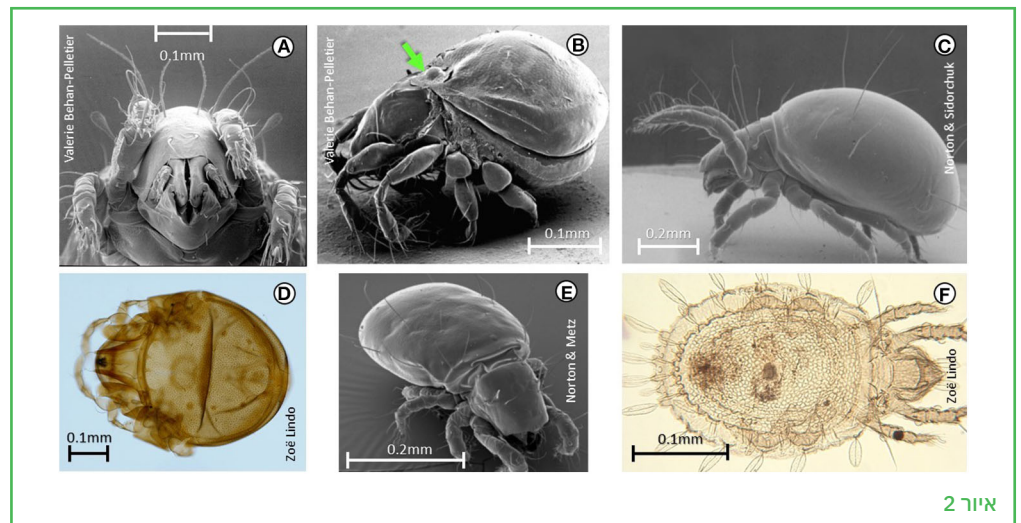 A
0.1mm
Valerie Behan-Pelletier
B
0.1mm
Valerie Behan-Pelletier
C
0.2mm
Norton & Sidorchuk
D
0.1mm
Zoë Lindo
E
0.2mm
Norton & Metz
F
0.1mm
Zoë Lindo
איור 2